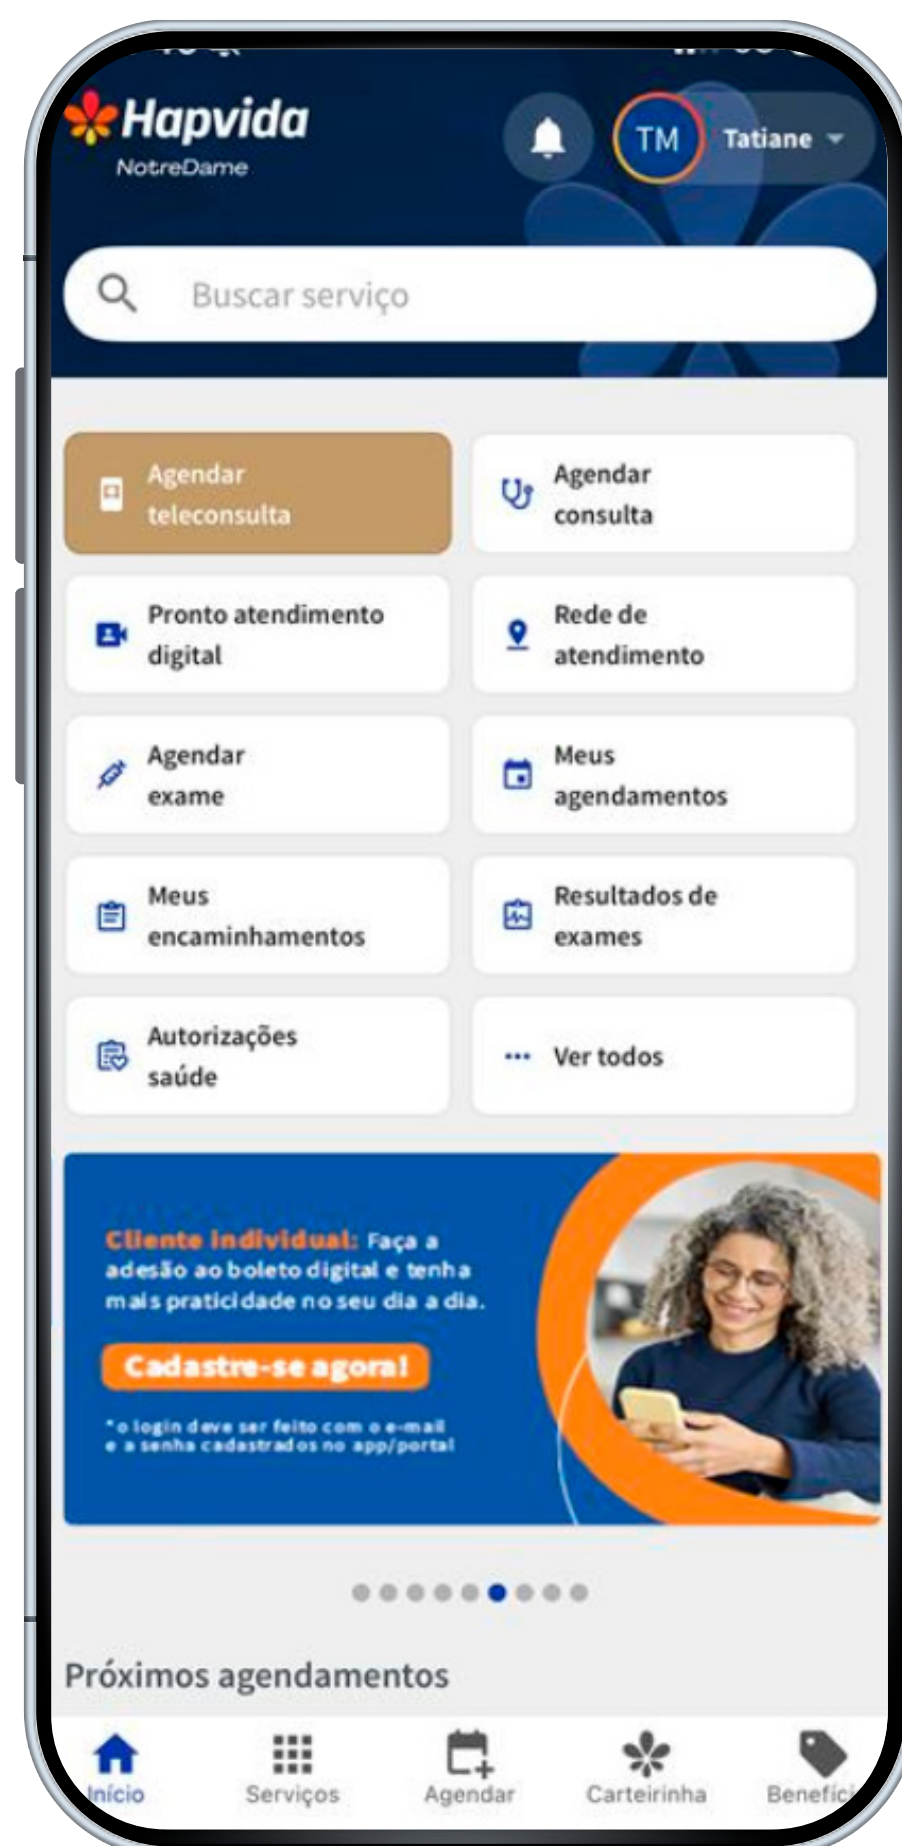 Hapvida
NotreDame
TM
Tatiane
Buscar serviço
Agendar
teleconsulta
Agendar
consulta
Pronto atendimento
digital
Rede de
atendimento
Agendar
exame
Meus
agendamentos
Meus
encaminhamentos
Resultados de
exames
Autorizações
saúde
Ver todos
Cliente individual: Faça a
adesão ao boleto digital e tenha
mais praticidade no seu dia a dia.
Cadastre-se agora!
*o login deve ser feito com o e-mail
e a senha cadastrados no app/portal
Próximos agendamentos
Início
Serviços
Agendar
Carteirinha
Benefíci